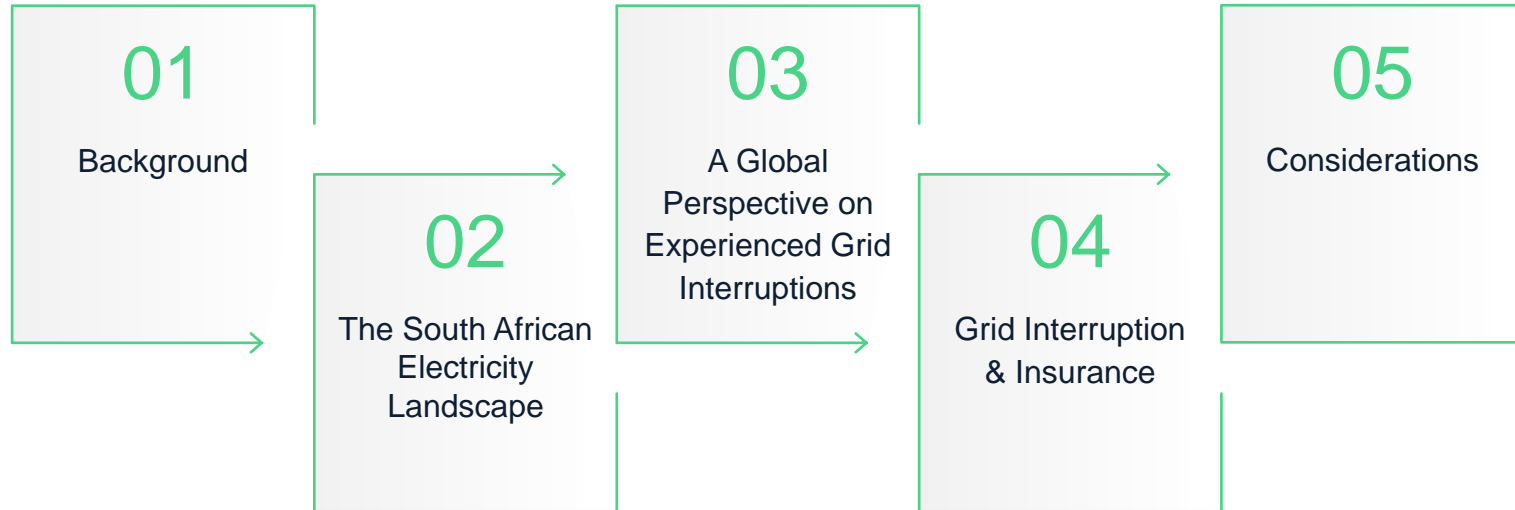 01
Background
02
The South African
Electricity
Landscape
03
A Global
Perspective on
Experienced Grid
Interruptions
04
Grid Interruption
& Insurance
05
Considerations